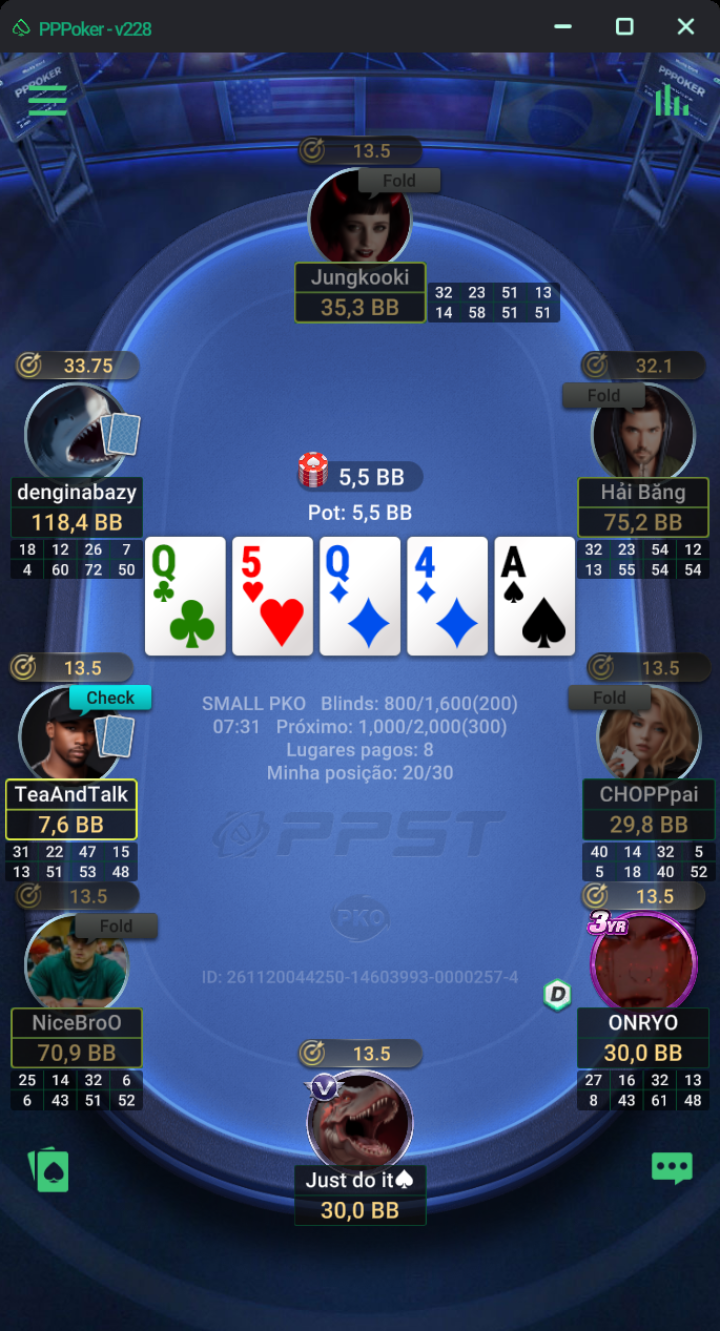 PPPoker - v228
PPPOKER
PPPOKER
13.5
Fold
Jungkooki
35,3 BB
32 23 51 13
14 58 51 51
33.75
denginabazy
118,4 BB
18 12 26 7
4 60 72 50
32.1
Fold
Hải Băng
75,2 BB
32 23 54 12
13 55 54 54
5,5 BB
Pot: 5,5 BB
Q 5 Q 4 A
SMALL PKO Blinds: 800/1,600(200)
07:31 Próximo: 1,000/2,000(300)
Lugares pagos: 8
Minha posição: 20/30
PPST
PKO
ID: 261120044250-14603993-0000257-4
13.5
Check
TeaAndTalk
7,6 BB
31 22 47 15
13 51 53 48
13.5
Fold
CHOPPpai
29,8 BB
40 14 32 5
5 18 40 52
13.5
Fold
NiceBroO
70,9 BB
25 14 32 6
6 43 51 52
13.5
3YR
D
ONRYO
30,0 BB
27 16 32 13
8 43 61 48
13.5
V
Just do it♠
30,0 BB